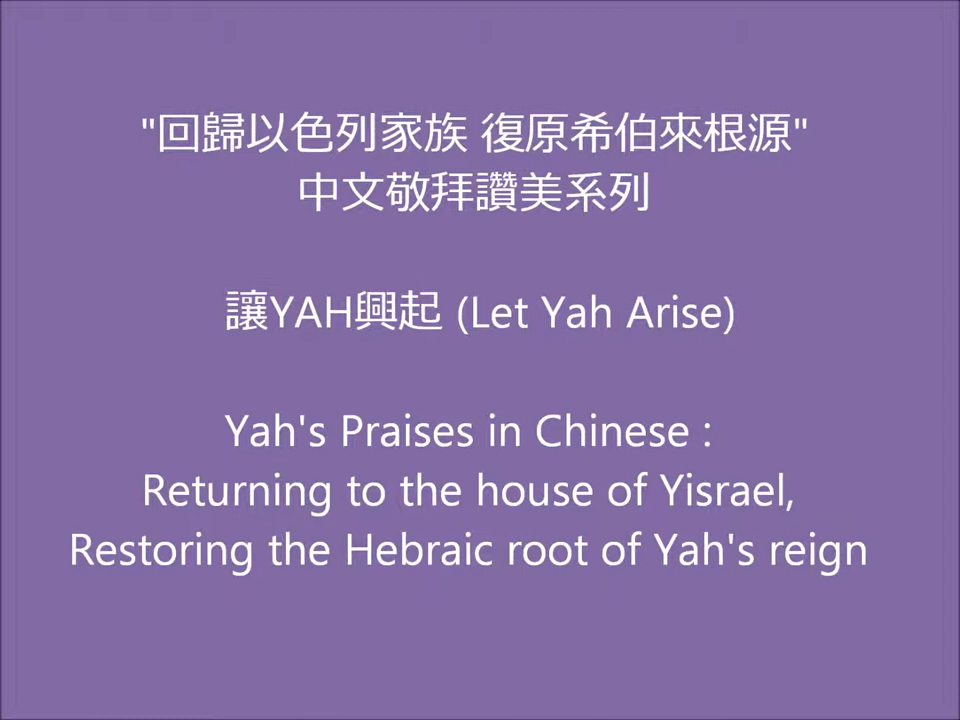 "回歸以色列家族 復原希伯來根源"
中文敬拜讚美系列
讓YAH興起 (Let Yah Arise)
Yah's Praises in Chinese :
Returning to the house of Yisrael,
Restoring the Hebraic root of Yah's reign